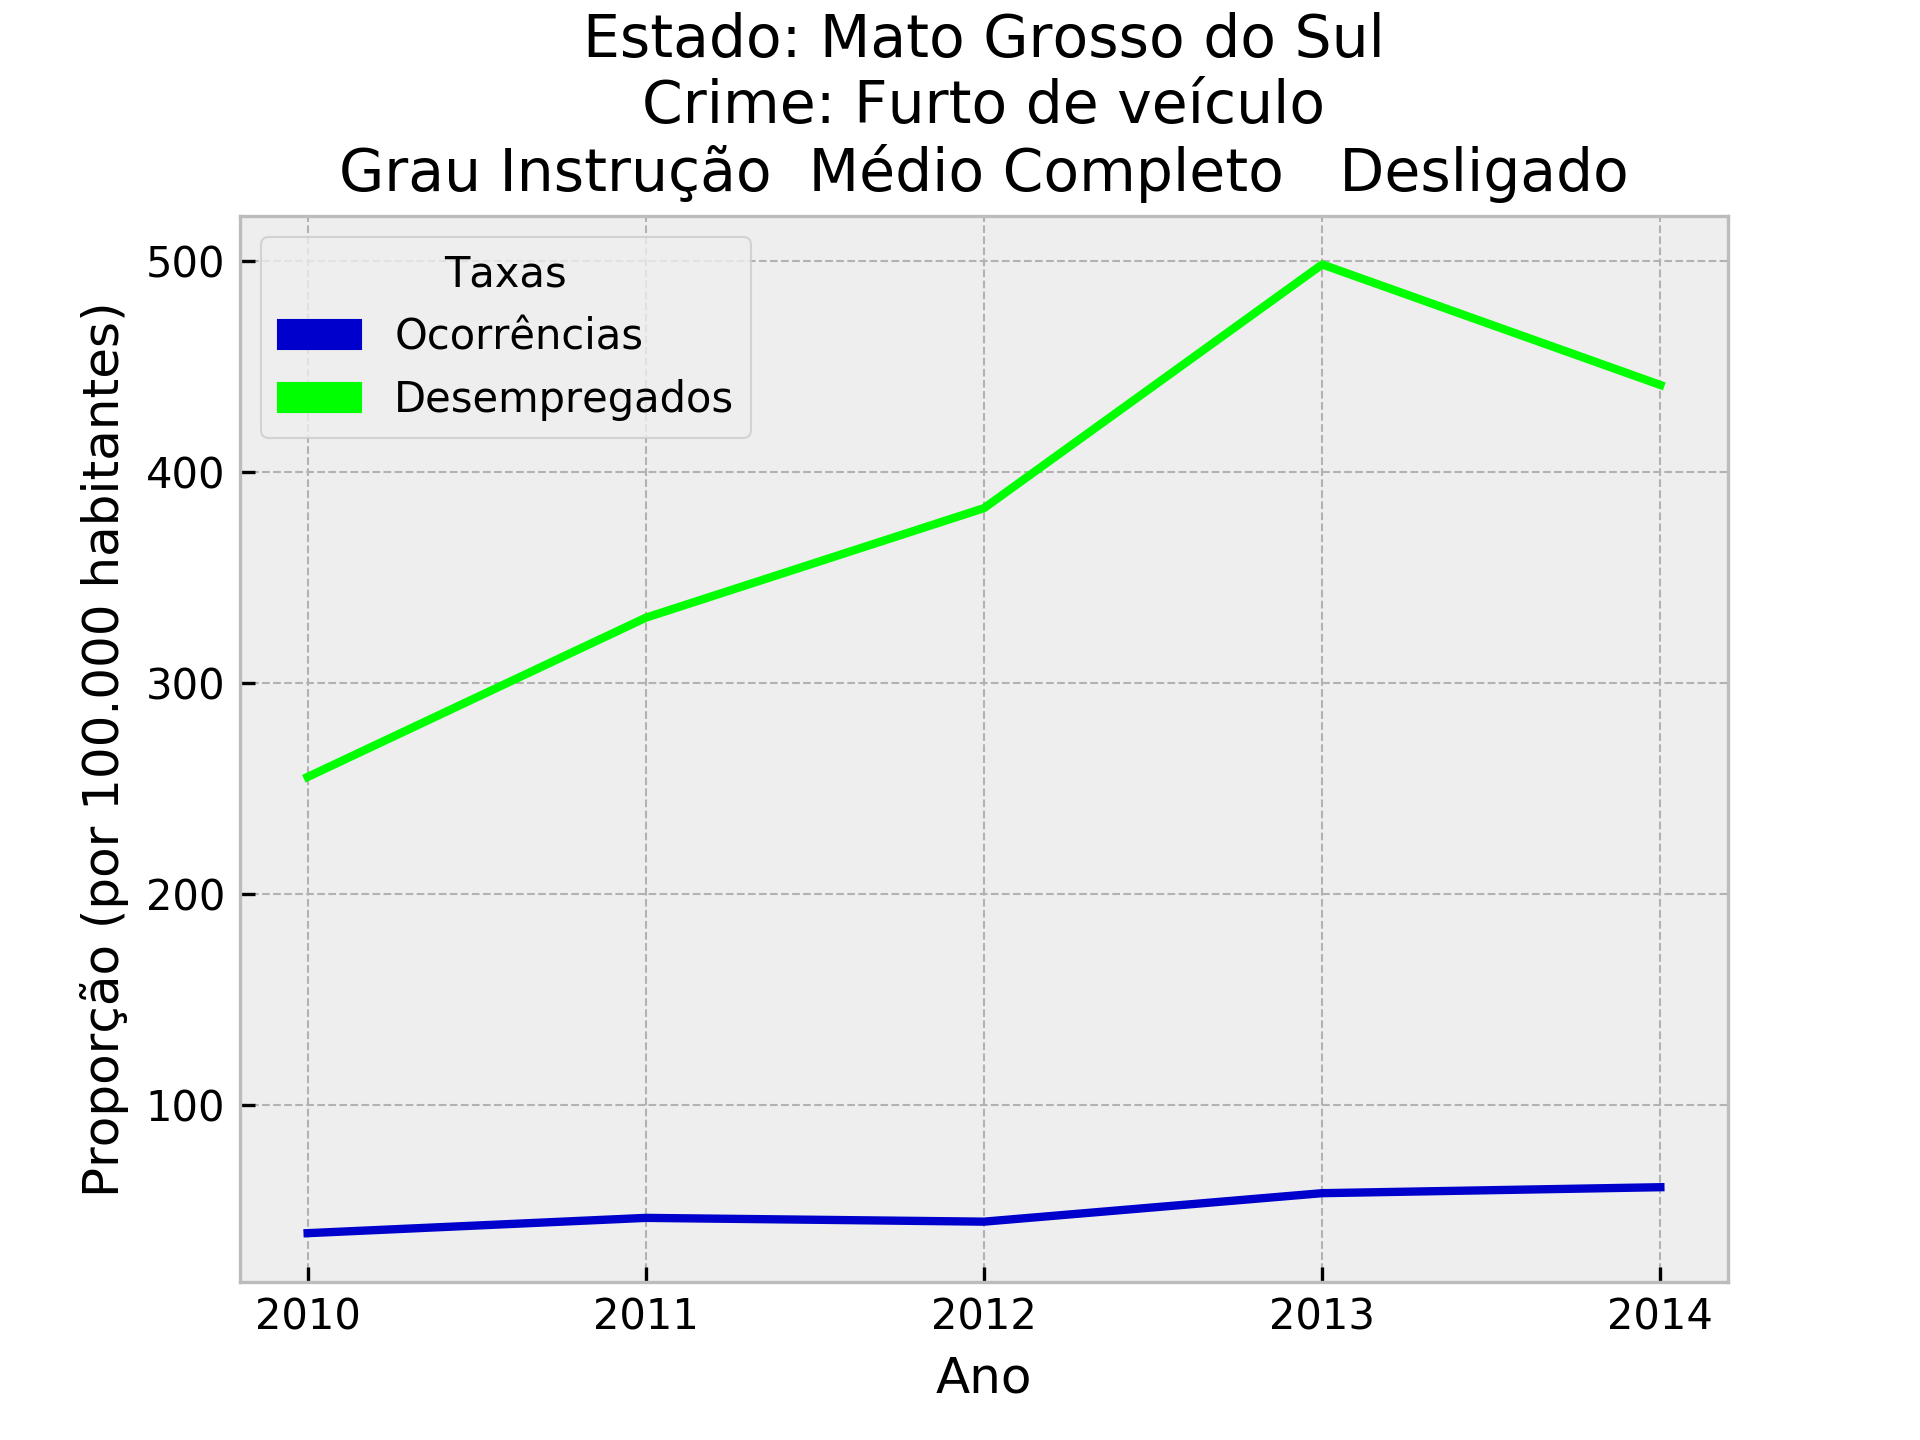 Estado: Mato Grosso do Sul
Crime: Furto de veículo
Grau Instrução  Médio Completo   Desligado
Taxas
Ocorrências
Desempregados
Proporção (por 100.000 habitantes)
500
400
300
200
100
2010 2011 2012 2013 2014
Ano